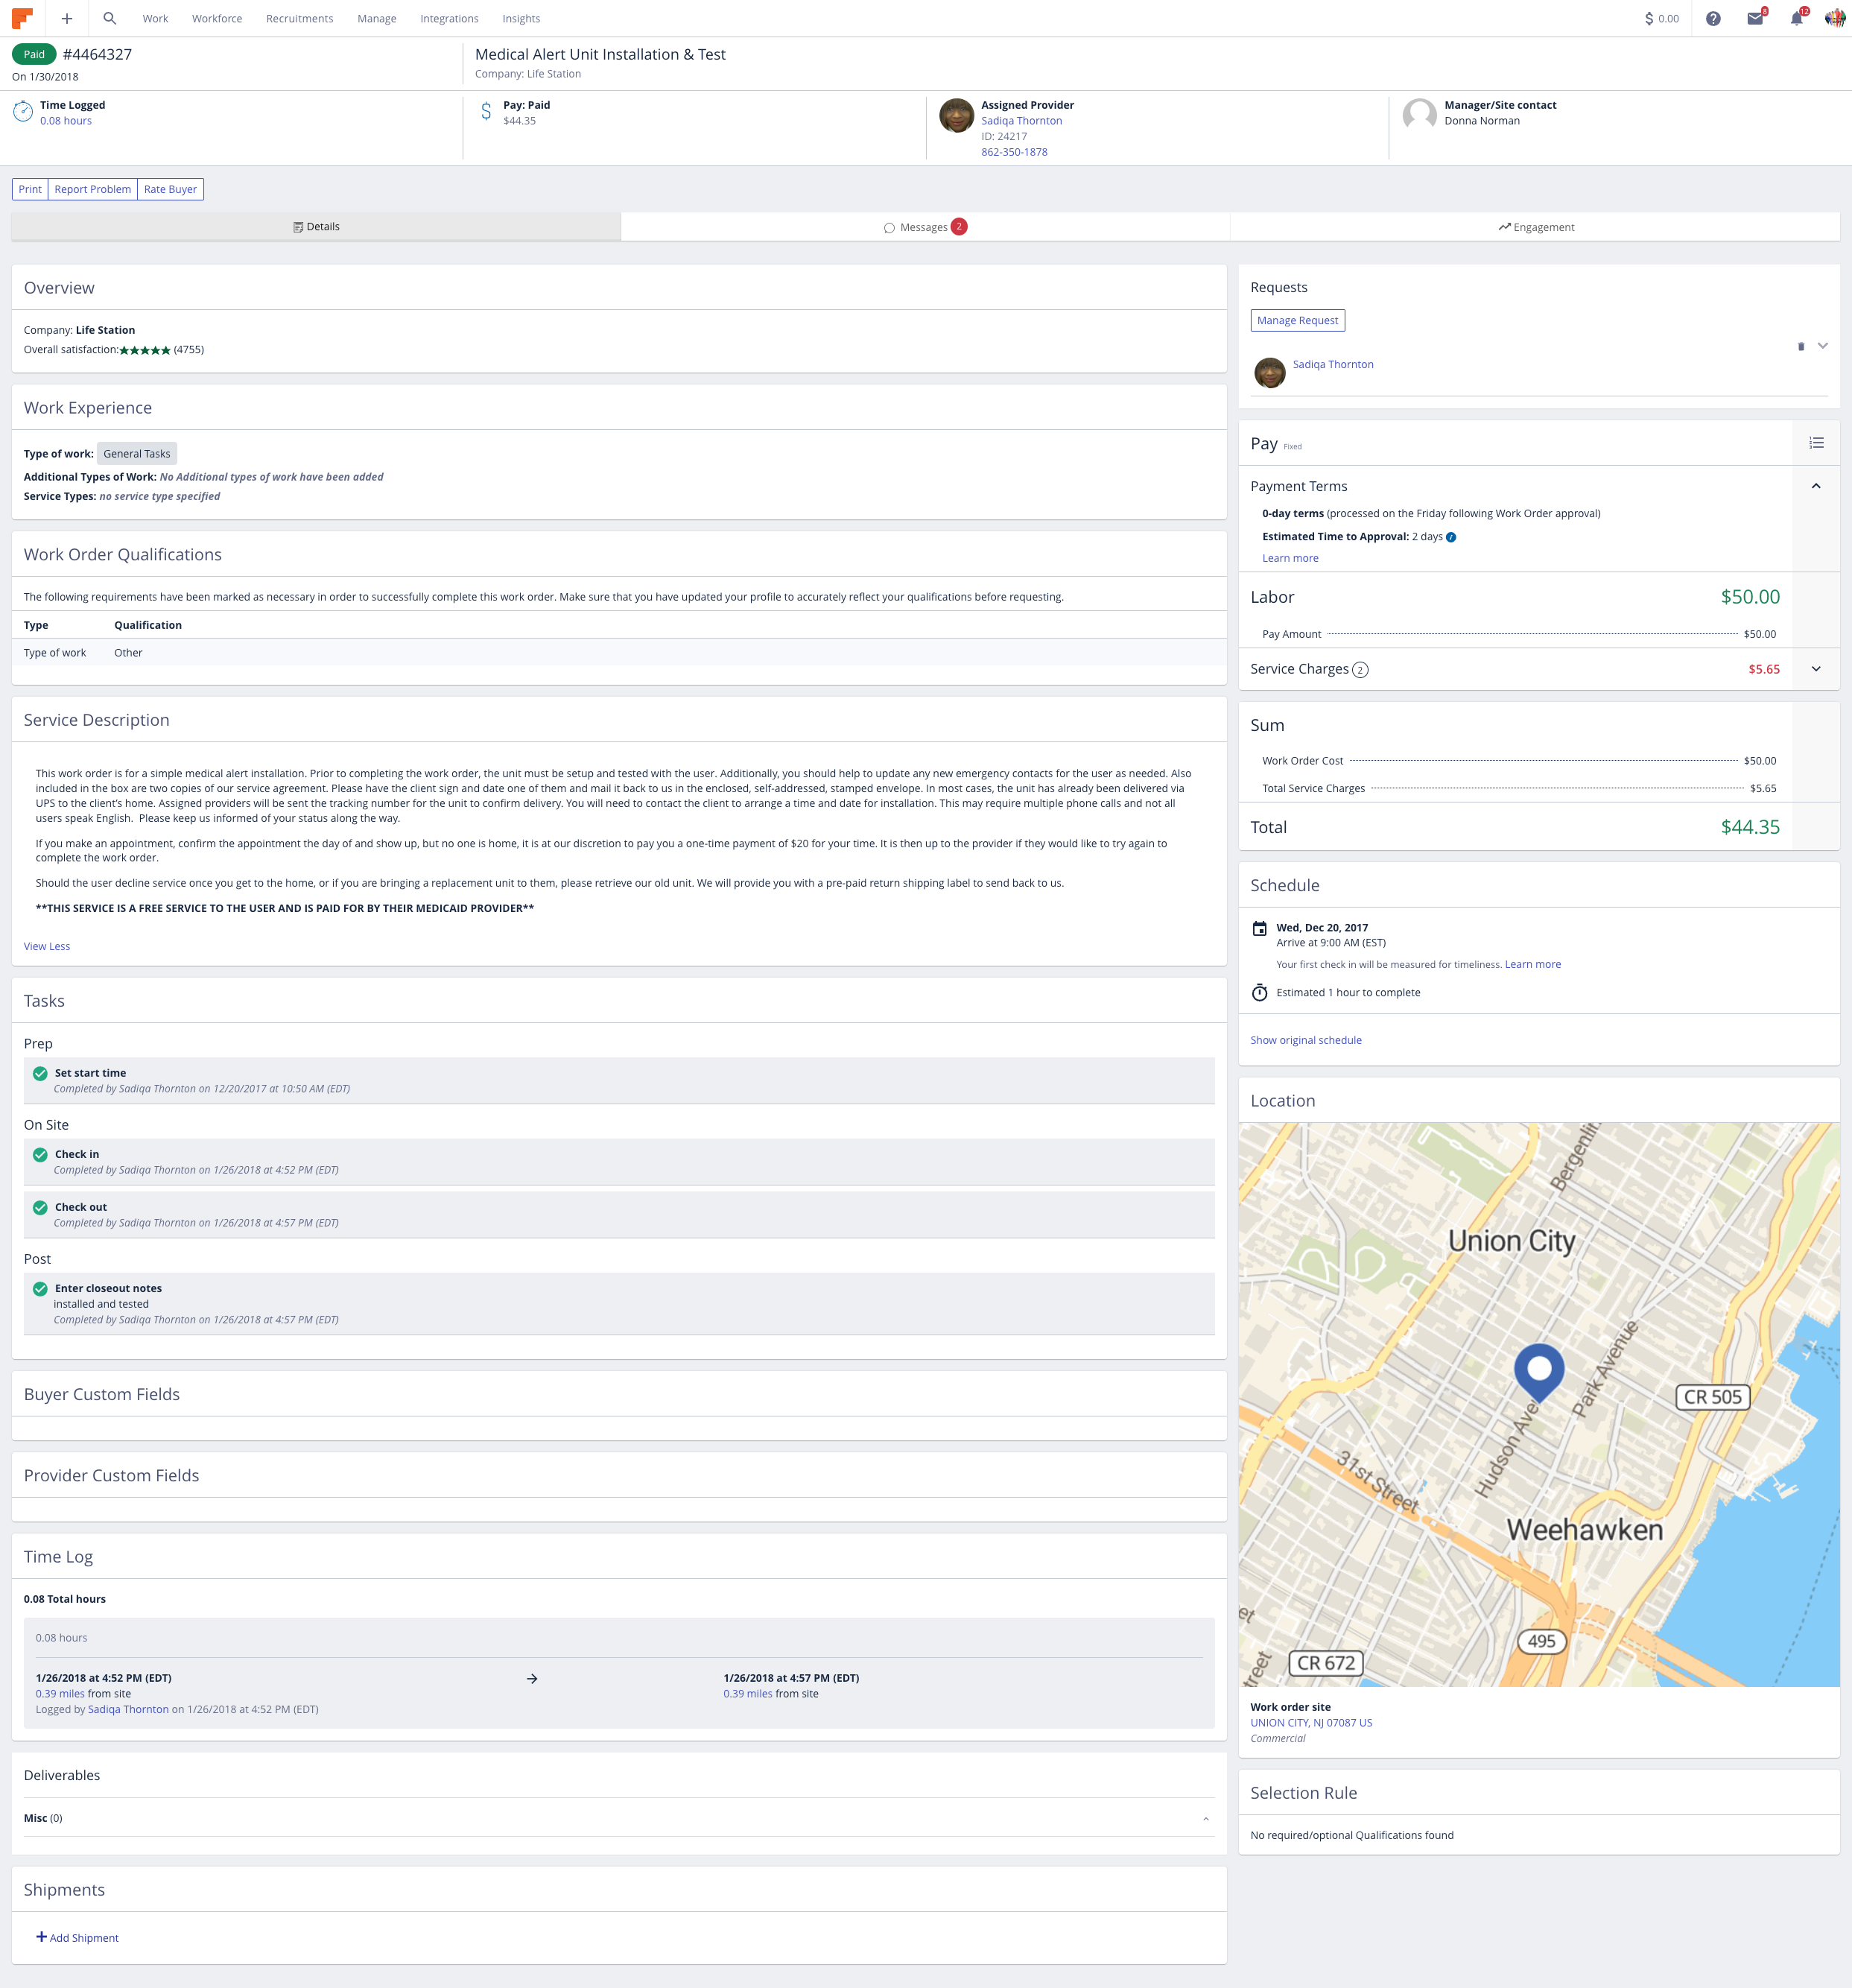 Work Workforce Recruitments Manage Integrations Insights
$ 0.00
8
12
Paid #4464327
On 1/30/2018
Medical Alert Unit Installation & Test
Company: Life Station
Time Logged
0.08 hours
Pay: Paid
$44.35
Assigned Provider
Sadiqa Thornton
ID: 24217
862-350-1878
Manager/Site contact
Donna Norman
Print Report Problem Rate Buyer
Details
Messages 2
Engagement
Overview
Company: Life Station
Overall satisfaction:★★★★★ (4755)
Work Experience
Type of work: General Tasks
Additional Types of Work: No Additional types of work have been added
Service Types: no service type specified
Work Order Qualifications
The following requirements have been marked as necessary in order to successfully complete this work order. Make sure that you have updated your profile to accurately reflect your qualifications before requesting.
Type Qualification
Type of work Other
Service Description
This work order is for a simple medical alert installation. Prior to completing the work order, the unit must be setup and tested with the user. Additionally, you should help to update any new emergency contacts for the user as needed. Also
included in the box are two copies of our service agreement. Please have the client sign and date one of them and mail it back to us in the enclosed, self-addressed, stamped envelope. In most cases, the unit has already been delivered via
UPS to the client's home. Assigned providers will be sent the tracking number for the unit to confirm delivery. You will need to contact the client to arrange a time and date for installation. This may require multiple phone calls and not all
users speak English. Please keep us informed of your status along the way.
If you make an appointment, confirm the appointment the day of and show up, but no one is home, it is at our discretion to pay you a one-time payment of $20 for your time. It is then up to the provider if they would like to try again to
complete the work order.
Should the user decline service once you get to the home, or if you are bringing a replacement unit to them, please retrieve our old unit. We will provide you with a pre-paid return shipping label to send back to us.
**THIS SERVICE IS A FREE SERVICE TO THE USER AND IS PAID FOR BY THEIR MEDICAID PROVIDER**
View Less
Tasks
Prep
Set start time
Completed by Sadiqa Thornton on 12/20/2017 at 10:50 AM (EDT)
On Site
Check in
Completed by Sadiqa Thornton on 1/26/2018 at 4:52 PM (EDT)
Check out
Completed by Sadiqa Thornton on 1/26/2018 at 4:57 PM (EDT)
Post
Enter closeout notes
installed and tested
Completed by Sadiqa Thornton on 1/26/2018 at 4:57 PM (EDT)
Buyer Custom Fields
Provider Custom Fields
Time Log
0.08 Total hours
0.08 hours
1/26/2018 at 4:52 PM (EDT)
0.39 miles from site
Logged by Sadiqa Thornton on 1/26/2018 at 4:52 PM (EDT)
1/26/2018 at 4:57 PM (EDT)
0.39 miles from site
Deliverables
Misc (0)
Shipments
Add Shipment
Requests
Manage Request
Sadiqa Thornton
Pay Fixed
Payment Terms
0-day terms (processed on the Friday following Work Order approval)
Estimated Time to Approval: 2 days
Learn more
Labor $50.00
Pay Amount $50.00
Service Charges 2 $5.65
Sum
Work Order Cost $50.00
Total Service Charges $5.65
Total $44.35
Schedule
Wed, Dec 20, 2017
Arrive at 9:00 AM (EST)
Your first check in will be measured for timeliness. Learn more
Estimated 1 hour to complete
Show original schedule
Location
Bergenlin
Union City
Park Avenue
CR 505
Hudson Ave
31st Street
Weehawken
et
495
reet
CR 672
Work order site
UNION CITY, NJ 07087 US
Commercial
Selection Rule
No required/optional Qualifications found